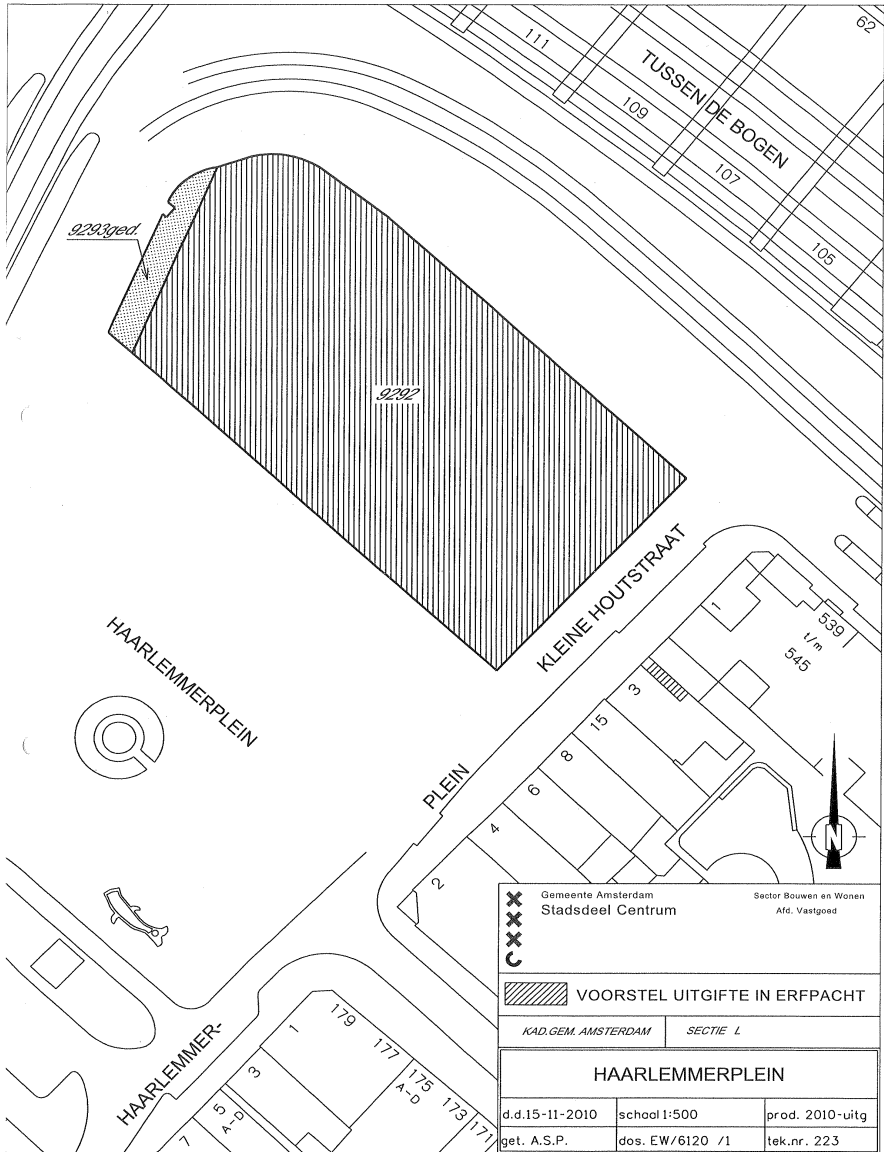 62
111
TUSSEN DE BOGEN
109
107
105
9293ged.
9292
KLEINE HOUTSTRAAT
HAARLEMMERPLEIN
1
539
t/m
545
3
15
8
6
4
2
PLEIN
N
HAARLEMMER-
1
179
177
175
A-D
173
171
3
5
A-D
7
Gemeente Amsterdam
Stadsdeel Centrum
Sector Bouwen en Wonen
Afd. Vastgoed
VOORSTEL UITGIFTE IN ERFPACHT
KAD.GEM. AMSTERDAM SECTIE L
HAARLEMMERPLEIN
d.d.15-11-2010 schaal 1:500 prod. 2010-uitg
get. A.S.P. dos. EW/6120 /1 tek.nr. 223